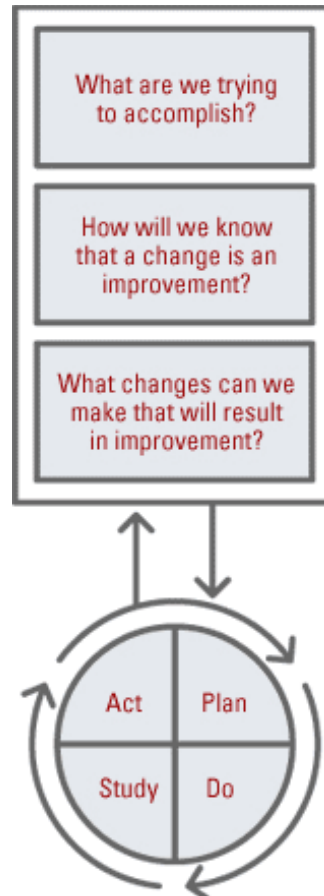 What are we trying
to accomplish?
How will we know
that a change is an
improvement?
What changes can we
make that will result
in improvement?
Act
Plan
Study
Do